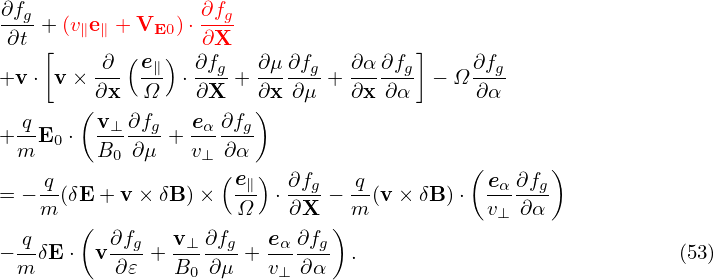 ∂f_g/∂t + (v_∥ e_∥ + V_E0) · ∂f_g/∂X
+v · [v × ∂/∂x (e_∥/Ω) · ∂f_g/∂X + ∂μ/∂x ∂f_g/∂μ + ∂α/∂x ∂f_g/∂α] − Ω ∂f_g/∂α
+ q/m E_0 · (v_⊥/B_0 ∂f_g/∂μ + e_α/v_⊥ ∂f_g/∂α)
= − q/m (δE + v × δB) × (e_∥/Ω) · ∂f_g/∂X − q/m (v × δB) · (e_α/v_⊥ ∂f_g/∂α)
− q/m δE · (v ∂f_g/∂ε + v_⊥/B_0 ∂f_g/∂μ + e_α/v_⊥ ∂f_g/∂α) . (53)